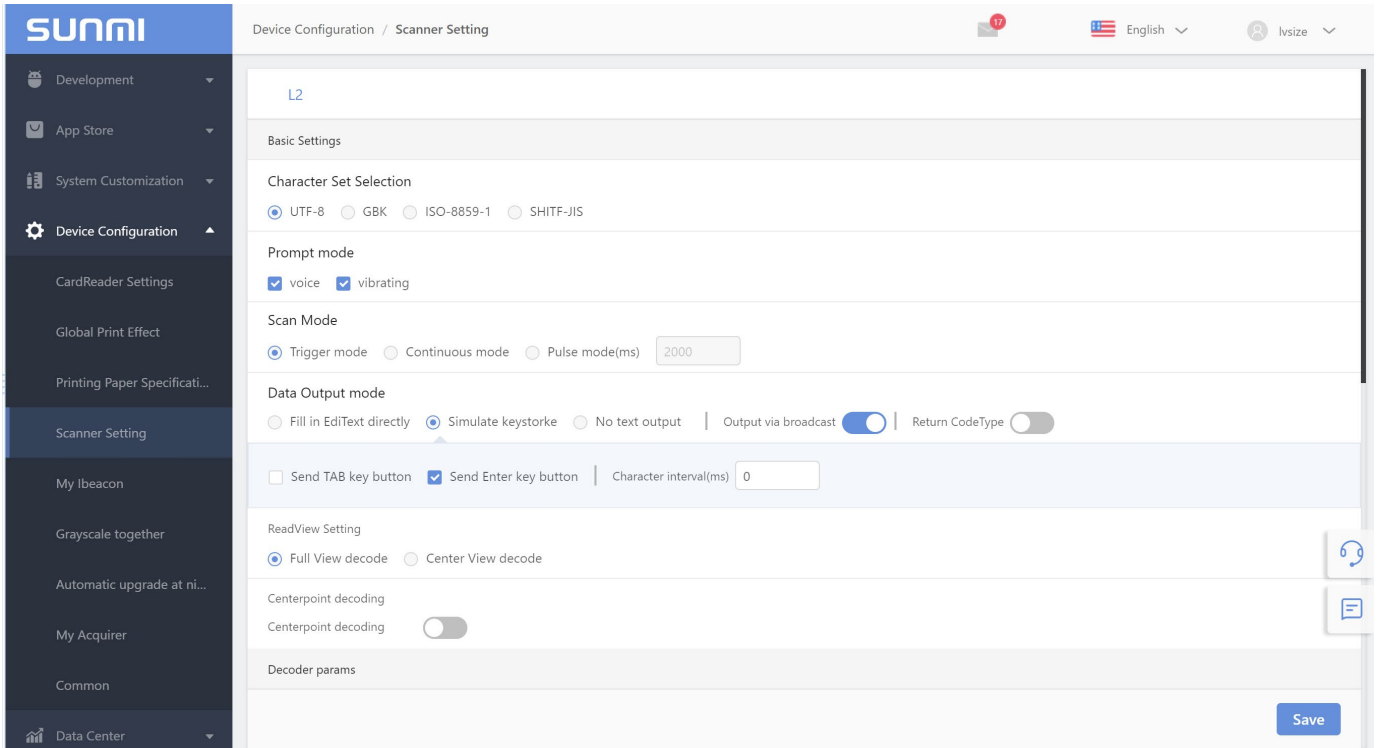 SUNMI
Device Configuration / Scanner Setting
17
English
lvsize
Development
App Store
System Customization
Device Configuration
CardReader Settings
Global Print Effect
Printing Paper Specificati...
Scanner Setting
My Ibeacon
Grayscale together
Automatic upgrade at ni...
My Acquirer
Common
Data Center
L2
Basic Settings
Character Set Selection
UTF-8 GBK ISO-8859-1 SHITF-JIS
Prompt mode
voice vibrating
Scan Mode
Trigger mode Continuous mode Pulse mode(ms) 2000
Data Output mode
Fill in EdiText directly Simulate keystorke No text output Output via broadcast Return CodeType
Send TAB key button Send Enter key button Character interval(ms) 0
ReadView Setting
Full View decode Center View decode
Centerpoint decoding
Centerpoint decoding
Decoder params
Save